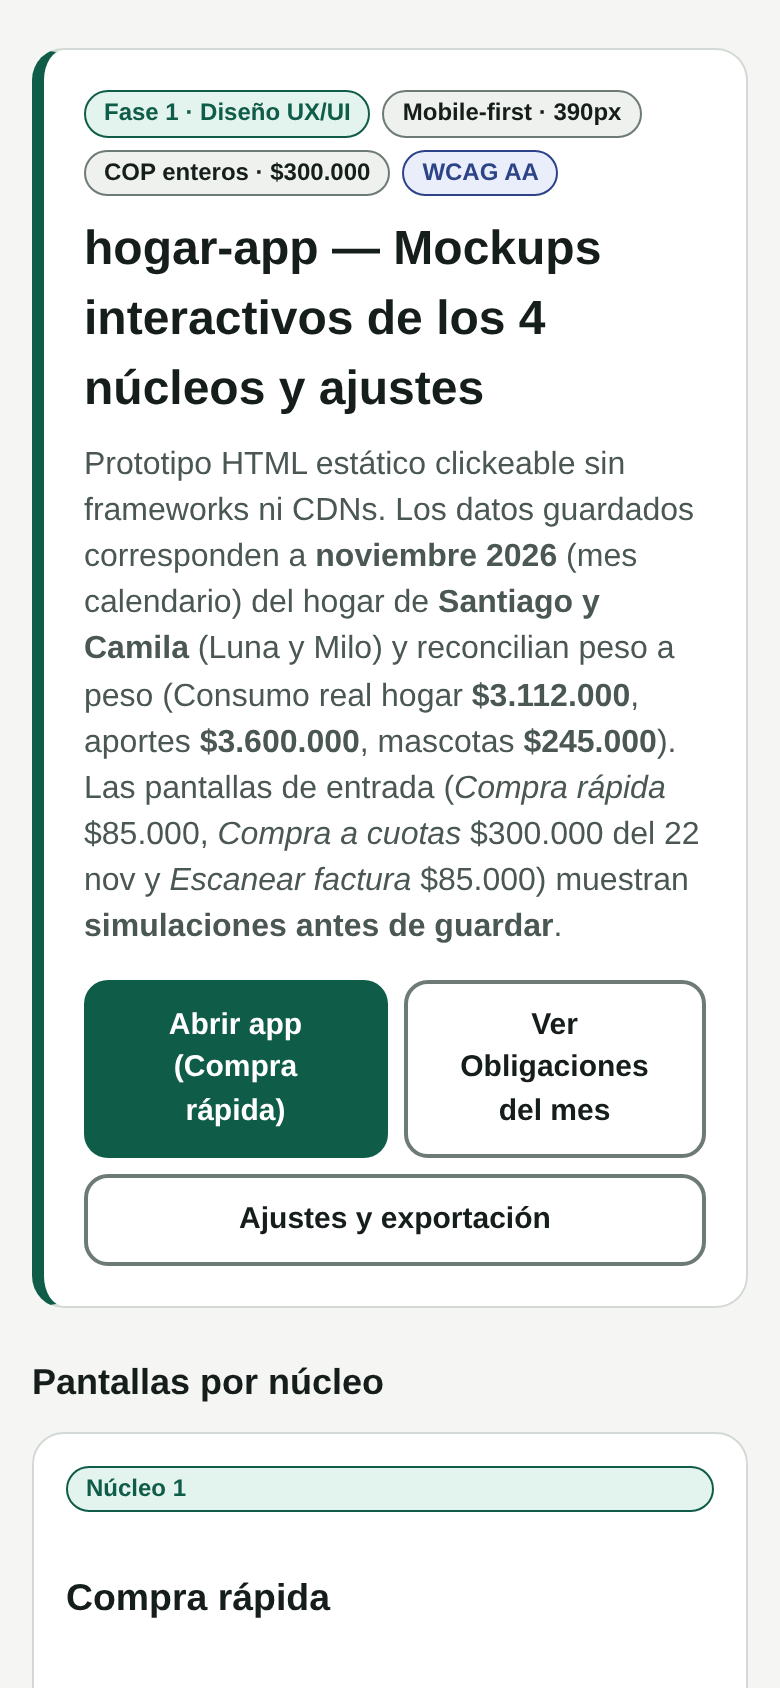 Fase 1 · Diseño UX/UI
Mobile-first · 390px
COP enteros · $300.000
WCAG AA
hogar-app — Mockups
interactivos de los 4
núcleos y ajustes
Prototipo HTML estático clickeable sin
frameworks ni CDNs. Los datos guardados
corresponden a noviembre 2026 (mes
calendario) del hogar de Santiago y
Camila (Luna y Milo) y reconcilian peso a
peso (Consumo real hogar $3.112.000,
aportes $3.600.000, mascotas $245.000).
Las pantallas de entrada (Compra rápida
$85.000, Compra a cuotas $300.000 del 22
nov y Escanear factura $85.000) muestran
simulaciones antes de guardar.
Abrir app
(Compra
rápida)
Ver
Obligaciones
del mes
Ajustes y exportación
Pantallas por núcleo
Núcleo 1
Compra rápida